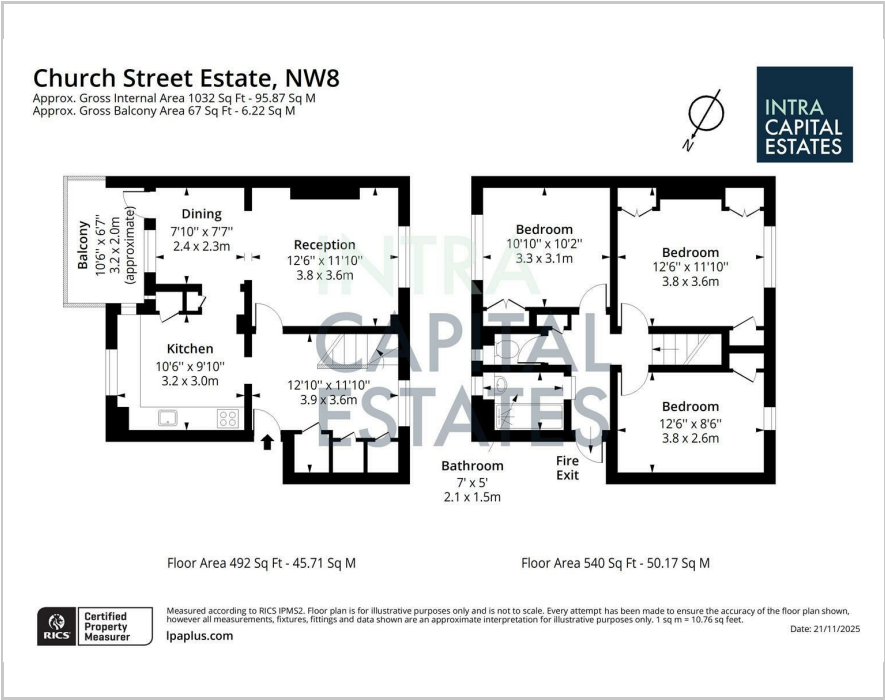 Church Street Estate, NW8
Approx. Gross Internal Area 1032 Sq Ft - 95.87 Sq M
Approx. Gross Balcony Area 67 Sq Ft - 6.22 Sq M
N
INTRA
CAPITAL
ESTATES
Balcony
10'6" x 6'7"
3.2 x 2.0m
(approximate)
Dining
7'10" x 7'7"
2.4 x 2.3m
Reception
12'6" x 11'10"
3.8 x 3.6m
Kitchen
10'6" x 9'10"
3.2 x 3.0m
12'10" x 11'10"
3.9 x 3.6m
Bedroom
10'10" x 10'2"
3.3 x 3.1m
Bedroom
12'6" x 11'10"
3.8 x 3.6m
Bedroom
12'6" x 8'6"
3.8 x 2.6m
Bathroom
7' x 5'
2.1 x 1.5m
Fire
Exit
INTRA
CAPITAL
ESTATES
Floor Area 492 Sq Ft - 45.71 Sq M
Floor Area 540 Sq Ft - 50.17 Sq M
RICS
Certified
Property
Measurer
Measured according to RICS IPMS2. Floor plan is for illustrative purposes only and is not to scale. Every attempt has been made to ensure the accuracy of the floor plan shown,
however all measurements, fixtures, fittings and data shown are an approximate interpretation for illustrative purposes only. 1 sq m = 10.76 sq feet.
lpaplus.com
Date: 21/11/2025